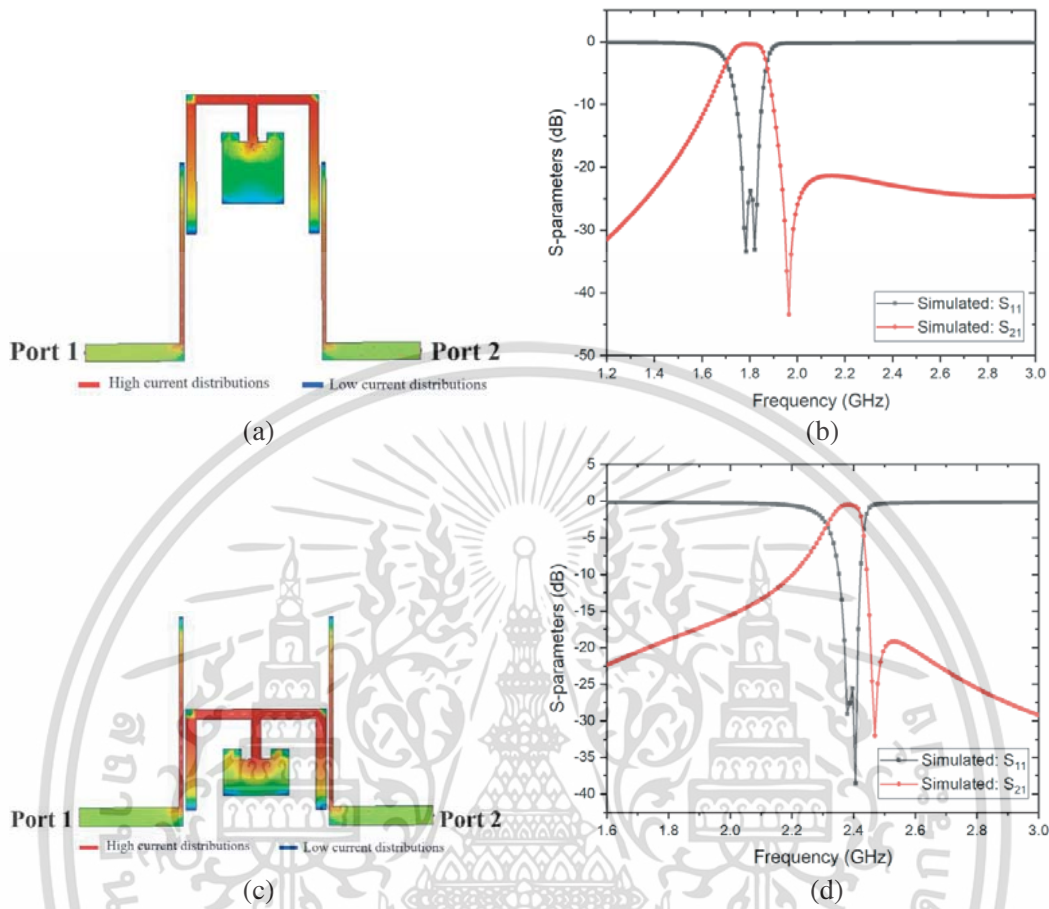 Port 1
Port 2
High current distributions
Low current distributions
(a)
0
-10
-20
-30
-40
-50
S-parameters (dB)
Simulated: S11
Simulated: S21
1.2 1.4 1.6 1.8 2.0 2.2 2.4 2.6 2.8 3.0
Frequency (GHz)
(b)
Port 1
Port 2
High current distributions
Low current distributions
(c)
5
0
-5
-10
-15
-20
-25
-30
-35
-40
S-parameters (dB)
Simulated: S11
Simulated: S21
1.6 1.8 2.0 2.2 2.4 2.6 2.8 3.0
Frequency (GHz)
(d)